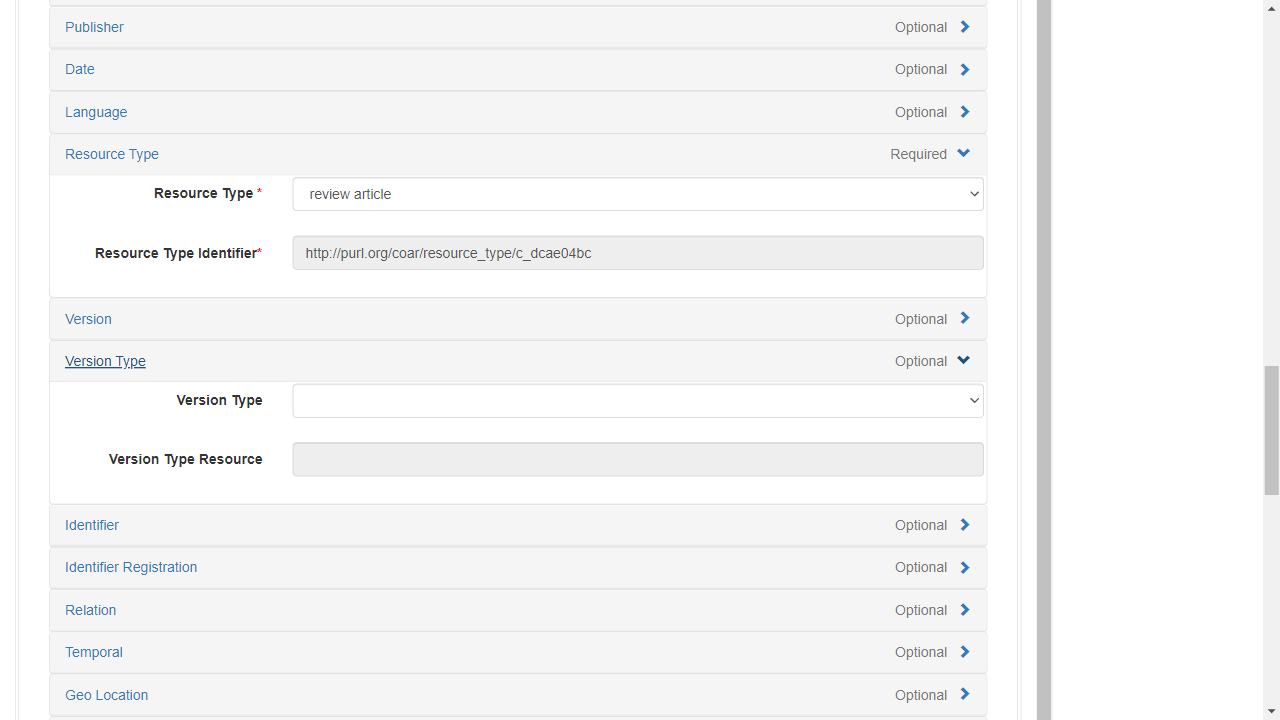 Publisher Optional
Date Optional
Language Optional
Resource Type Required
Resource Type * review article
Resource Type Identifier* http://purl.org/coar/resource_type/c_dcae04bc
Version Optional
Version Type Optional
Version Type
Version Type Resource
Identifier Optional
Identifier Registration Optional
Relation Optional
Temporal Optional
Geo Location Optional